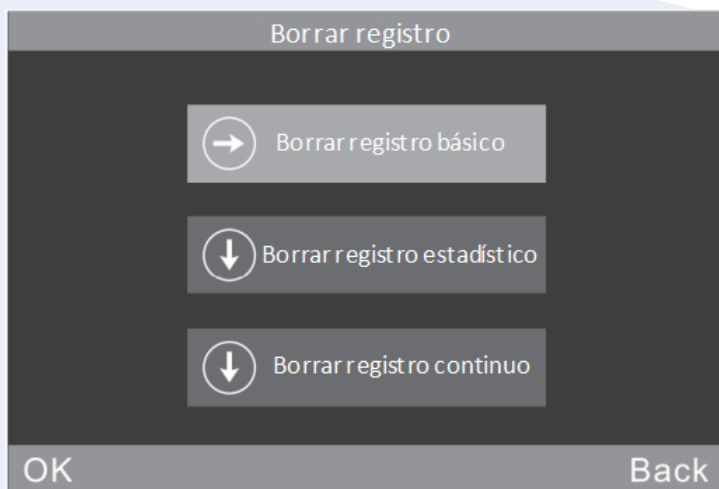 Borrar registro
Borrar registro básico
Borrar registro estadístico
Borrar registro continuo
OK Back